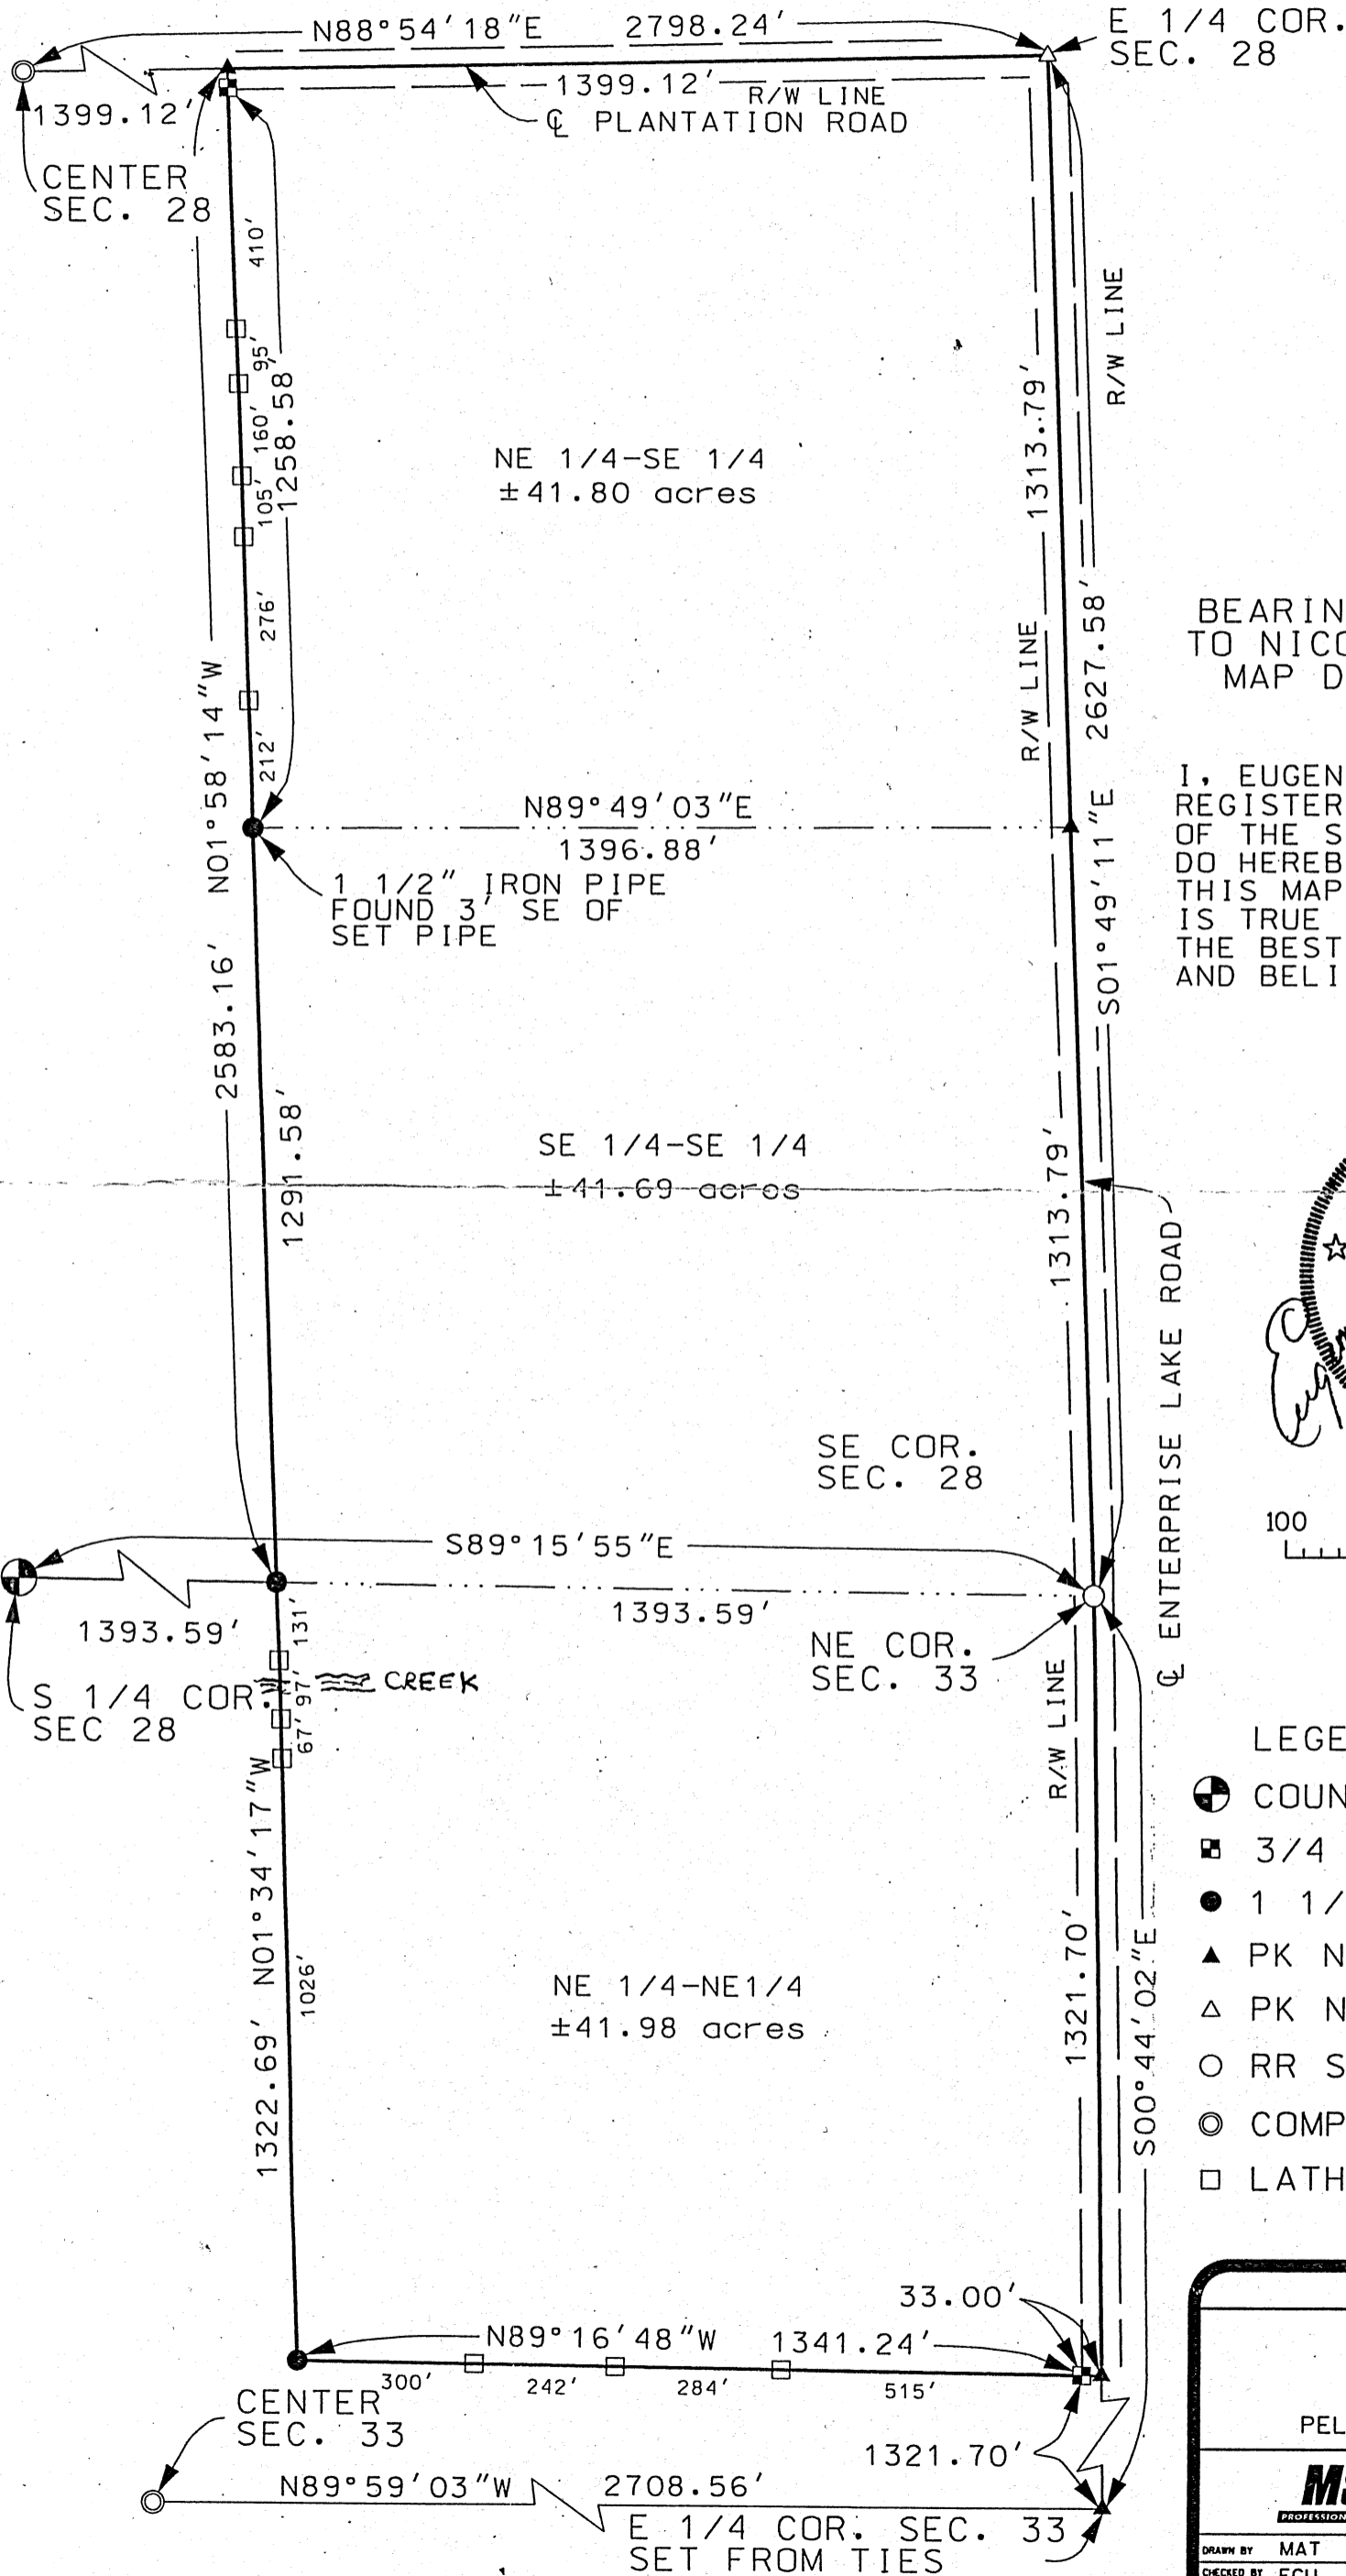 N88°54'18"E 2798.24'
E 1/4 COR.
SEC. 28
1399.12'
1399.12'
R/W LINE
℄ PLANTATION ROAD
CENTER
SEC. 28
410'
95'
160'
105'
1258.58'
276'
212'
R/W LINE
1313.79'
NE 1/4-SE 1/4
±41.80 acres
R/W LINE
2627.58'
S01°49'11"E
N01°58'14"W
2583.16'
BEARIN
TO NICO
MAP D
I, EUGEN
REGISTER
OF THE S
DO HEREB
THIS MAP
IS TRUE
THE BEST
AND BELI
N89°49'03"E
1396.88'
1 1/2" IRON PIPE
FOUND 3' SE OF
SET PIPE
1291.58'
SE 1/4-SE 1/4
±41.69 acres
1313.79'
℄ ENTERPRISE LAKE ROAD
SE COR.
SEC. 28
100
S89°15'55"E
1393.59'
1393.59'
131'
NE COR.
SEC. 33
S 1/4 COR.
SEC 28
CREEK
97'
67'
R/W LINE
N01°34'17"W
1322.69'
1026'
NE 1/4-NE1/4
±41.98 acres
1321.70'
S00°44'02"E
LEGE
COUN
3/4
1 1/
PK N
PK N
RR S
COMP
LATH
33.00'
N89°16'48"W 1341.24'
300' 242' 284' 515'
CENTER
SEC. 33
1321.70'
N89°59'03"W 2708.56'
E 1/4 COR. SEC. 33
SET FROM TIES
PEL
PROFESSION
DRAWN BY MAT
CHECKED BY